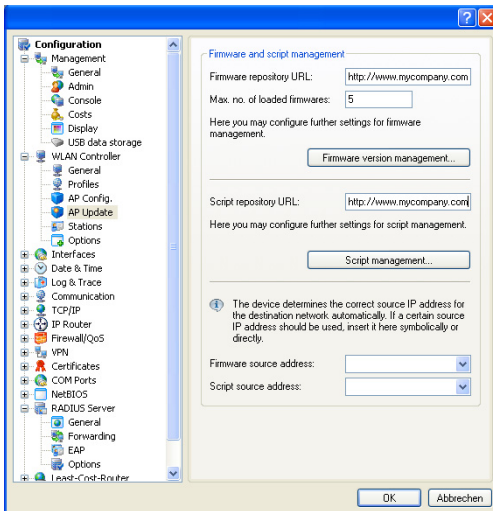 Configuration
Management
General
Admin
Console
Costs
Display
USB data storage
WLAN Controller
General
Profiles
AP Config.
AP Update
Stations
Options
Interfaces
Date & Time
Log & Trace
Communication
TCP/IP
IP Router
Firewall/QoS
VPN
Certificates
COM Ports
NetBIOS
RADIUS Server
General
Forwarding
EAP
Options
Least-Cost-Router
Firmware and script management
Firmware repository URL: http://www.mycompany.com
Max. no. of loaded firmwares: 5
Here you may configure further settings for firmware
management.
Firmware version management...
Script repository URL: http://www.mycompany.com
Here you may configure further settings for script management.
Script management...
The device determines the correct source IP address for
the destination network automatically. If a certain source
IP address should be used, insert it here symbolically or
directly.
Firmware source address:
Script source address:
OK Abbrechen